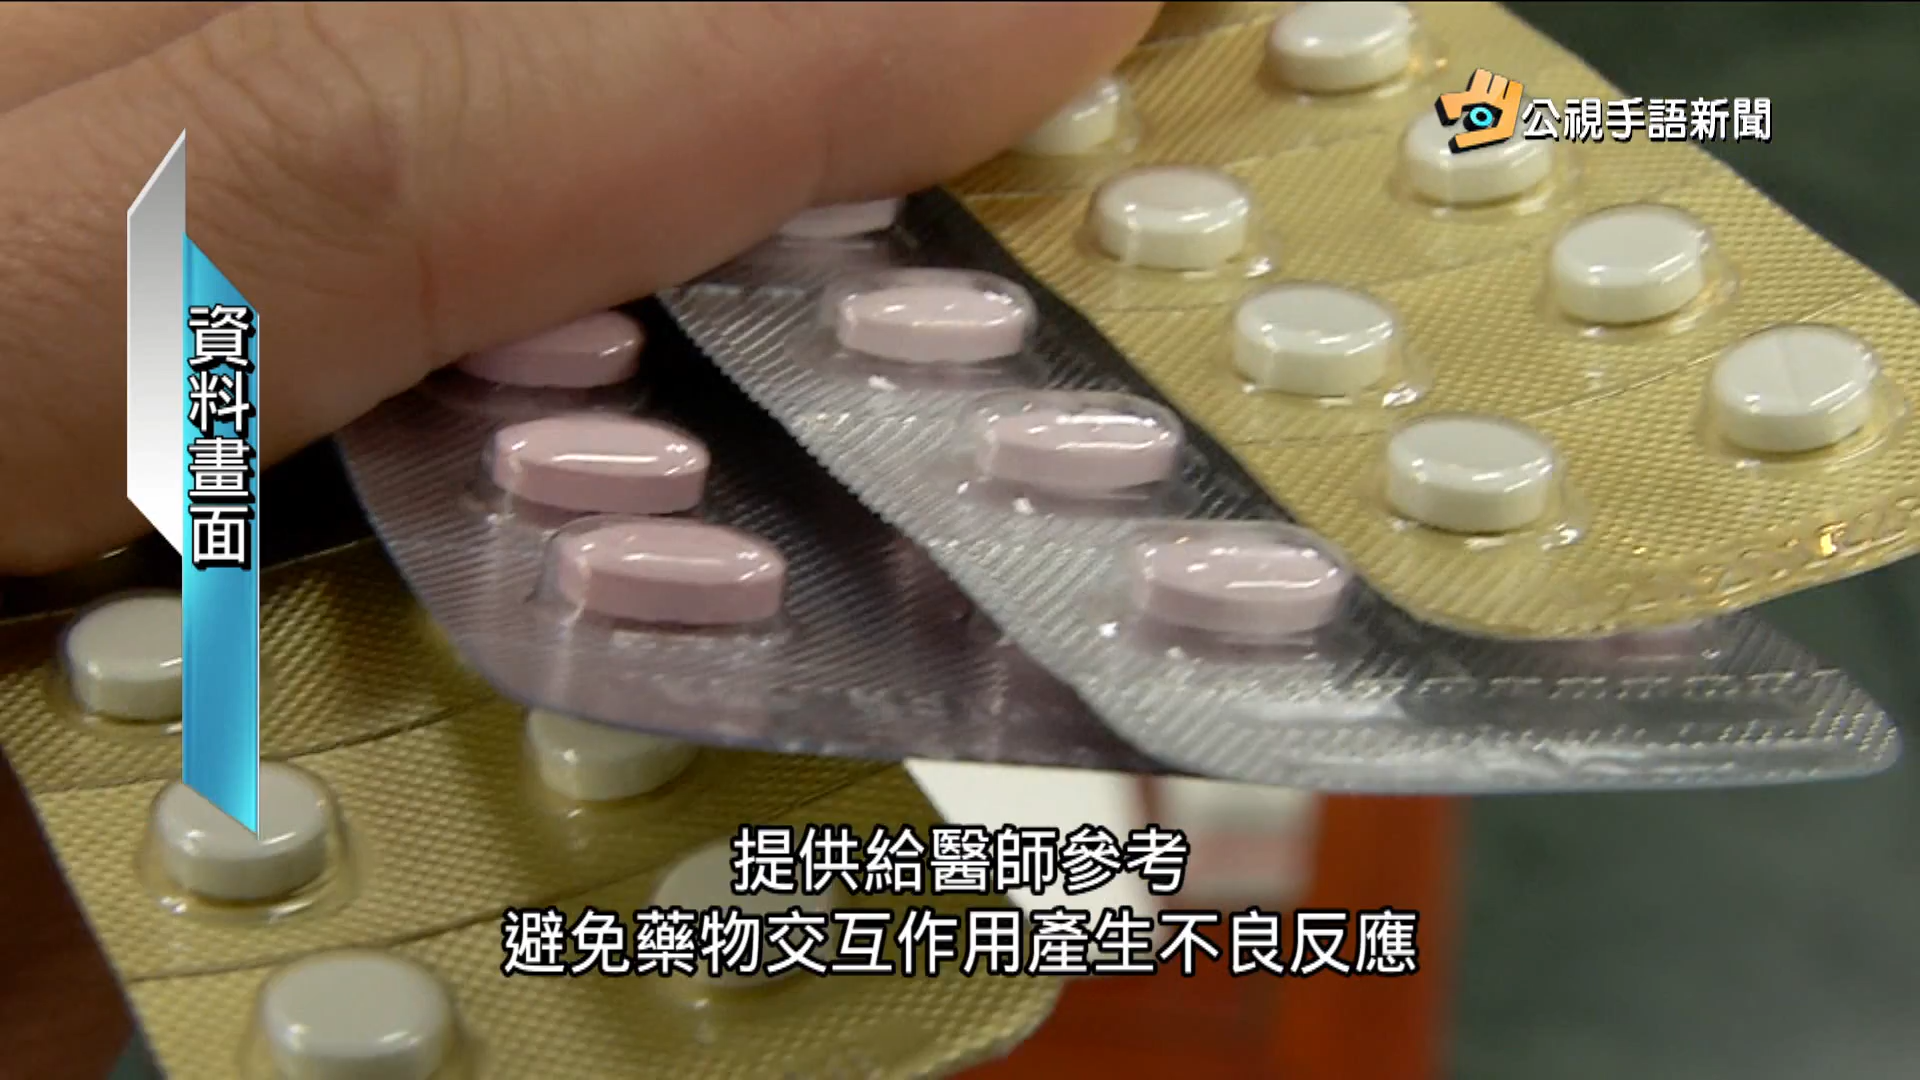 公視手語新聞
資料畫面
提供給醫師參考
避免藥物交互作用產生不良反應